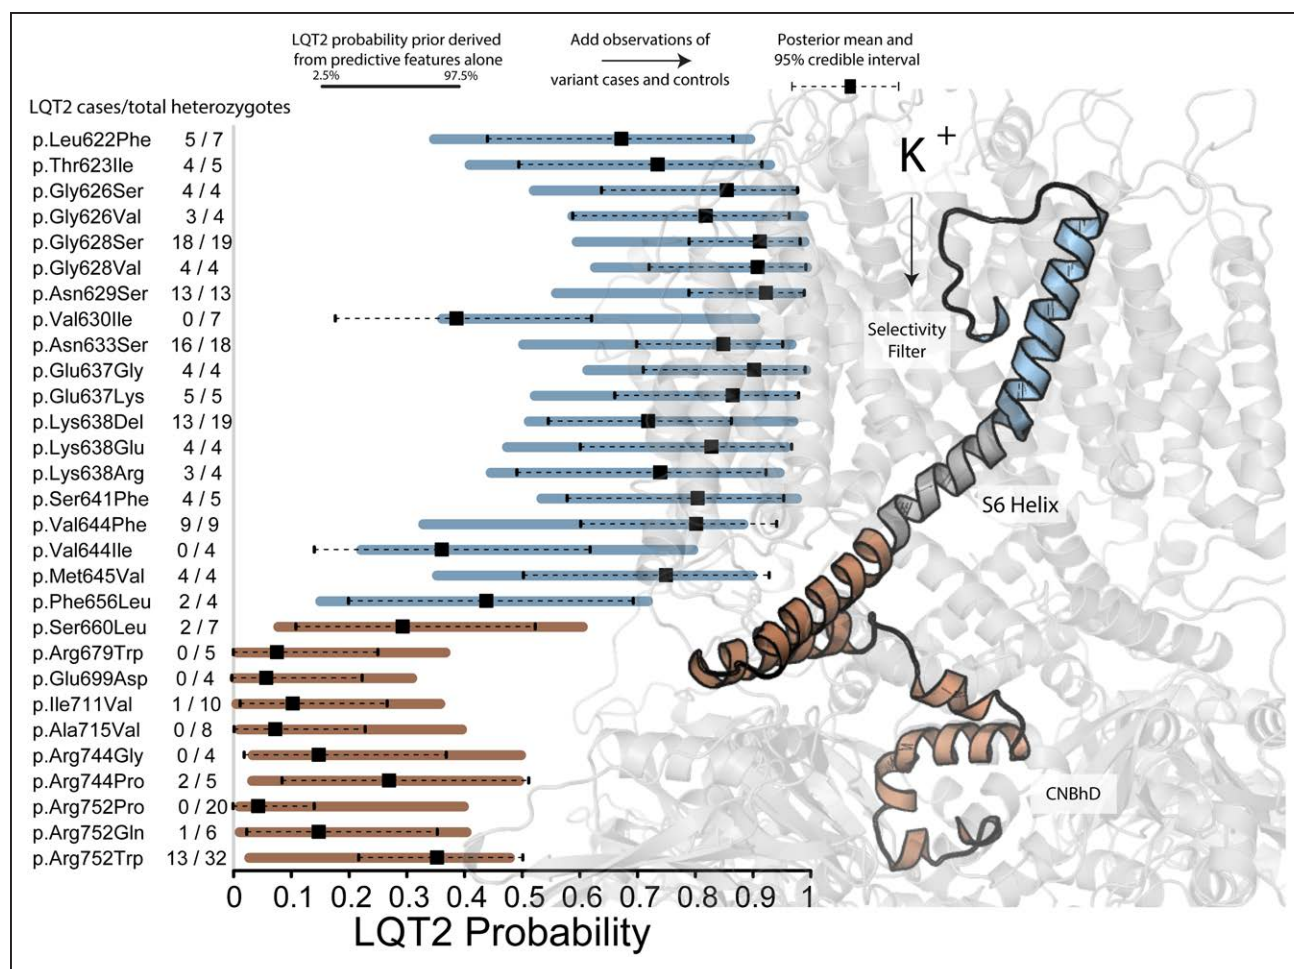 LQT2 probability prior derived
from predictive features alone
2.5% 97.5%
Add observations of
variant cases and controls
Posterior mean and
95% credible interval
LQT2 cases/total heterozygotes
p.Leu622Phe 5 / 7
p.Thr623Ile 4 / 5
p.Gly626Ser 4 / 4
p.Gly626Val 3 / 4
p.Gly628Ser 18 / 19
p.Gly628Val 4 / 4
p.Asn629Ser 13 / 13
p.Val630Ile 0 / 7
p.Asn633Ser 16 / 18
p.Glu637Gly 4 / 4
p.Glu637Lys 5 / 5
p.Lys638Del 13 / 19
p.Lys638Glu 4 / 4
p.Lys638Arg 3 / 4
p.Ser641Phe 4 / 5
p.Val644Phe 9 / 9
p.Val644Ile 0 / 4
p.Met645Val 4 / 4
p.Phe656Leu 2 / 4
p.Ser660Leu 2 / 7
p.Arg679Trp 0 / 5
p.Glu699Asp 0 / 4
p.Ile711Val 1 / 10
p.Ala715Val 0 / 8
p.Arg744Gly 0 / 4
p.Arg744Pro 2 / 5
p.Arg752Pro 0 / 20
p.Arg752Gln 1 / 6
p.Arg752Trp 13 / 32
0 0.1 0.2 0.3 0.4 0.5 0.6 0.7 0.8 0.9 1
LQT2 Probability
K+
Selectivity
Filter
S6 Helix
CNBhD